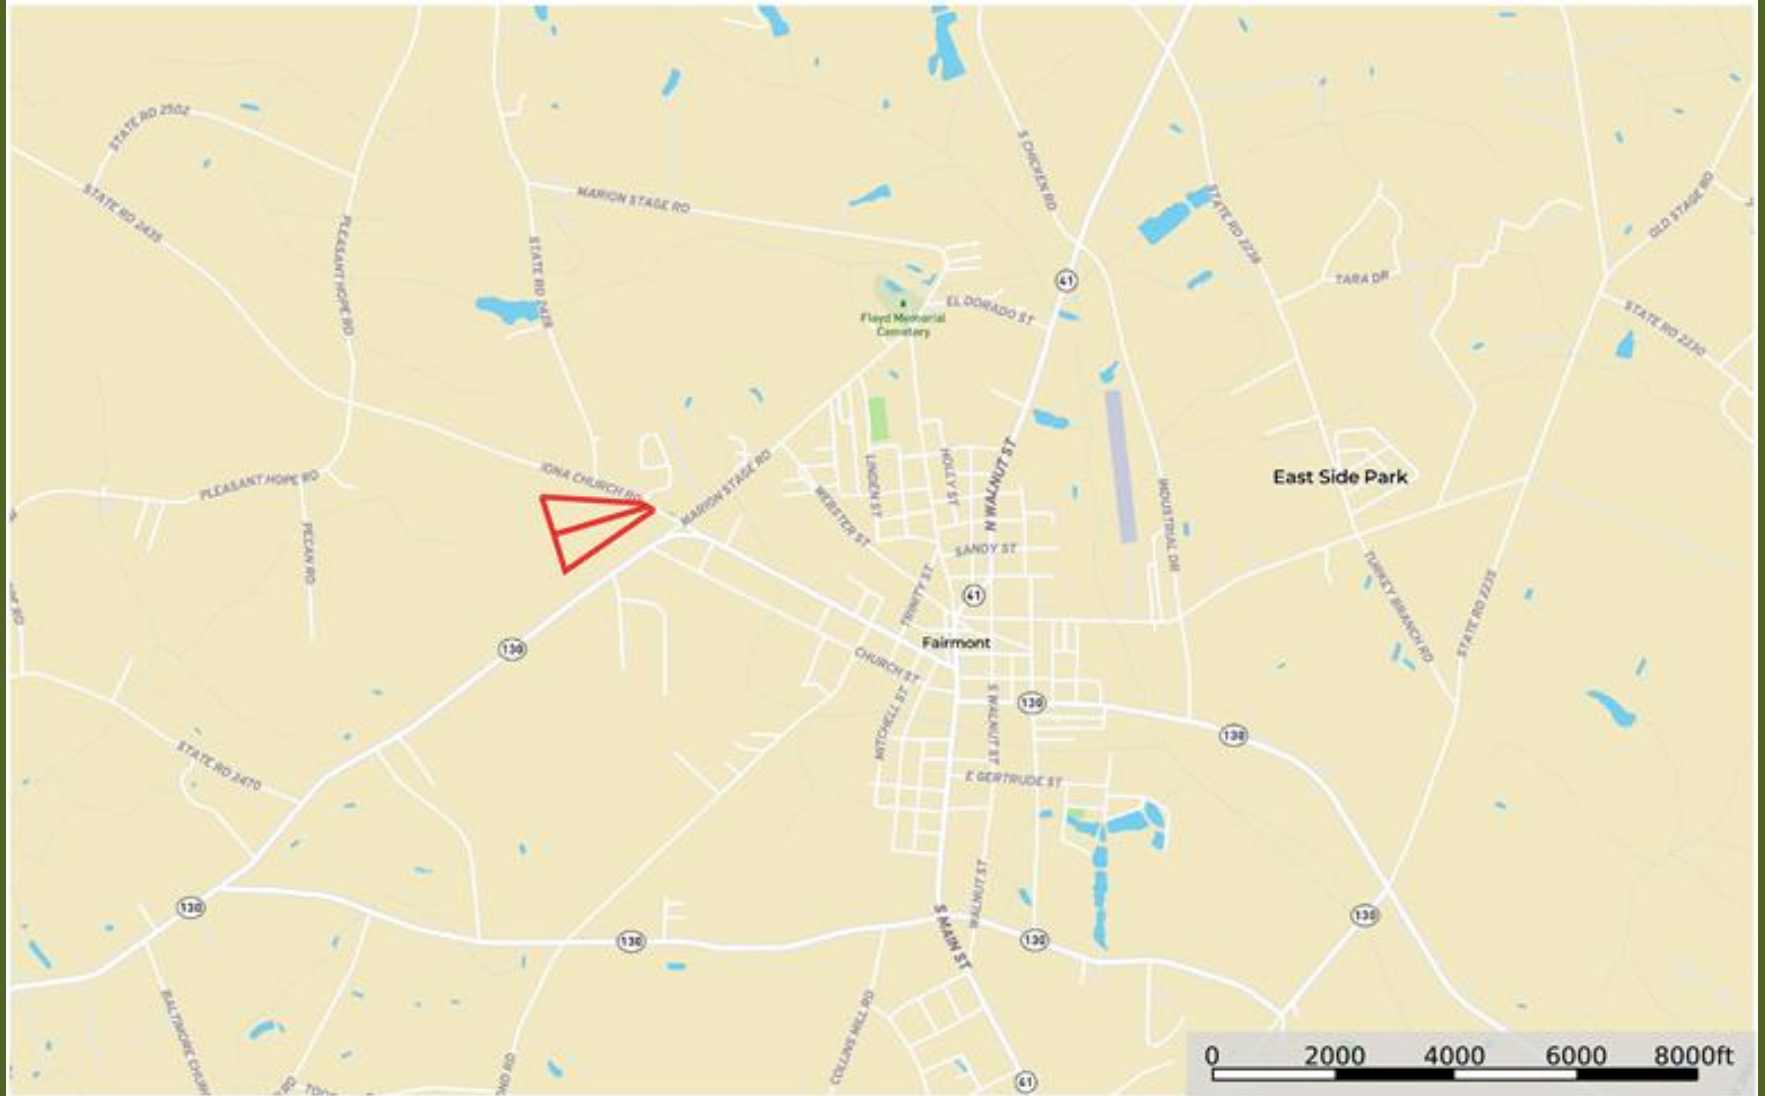 STATE RD 2502
STATE RD 2435
PLEASANT HOPE RD
MARION STAGE RD
STATE RD 2428
S CHICKEN RD
41
STATE RD 2238
OLD STAGE RD
TARA DR
STATE RD 2230
Floyd Memorial
Cemetery
EL DORADO ST
PLEASANT HOPE RD
PECAN RD
IONA CHURCH RD
MARION STAGE RD
WEBSTER ST
LINDEN ST
HOLLY ST
N WALNUT ST
SANDY ST
INDUSTRIAL DR
East Side Park
TURKEY BRANCH RD
STATE RD 2235
TRINITY ST
41
Fairmont
130
CHURCH ST
MITCHELL ST
S WALNUT ST
130
130
E GERTRUDE ST
STATE RD 2470
130
130
S MAIN ST
WALNUT ST
130
130
COLLINS MILL RD
41
0 2000 4000 6000 8000ft